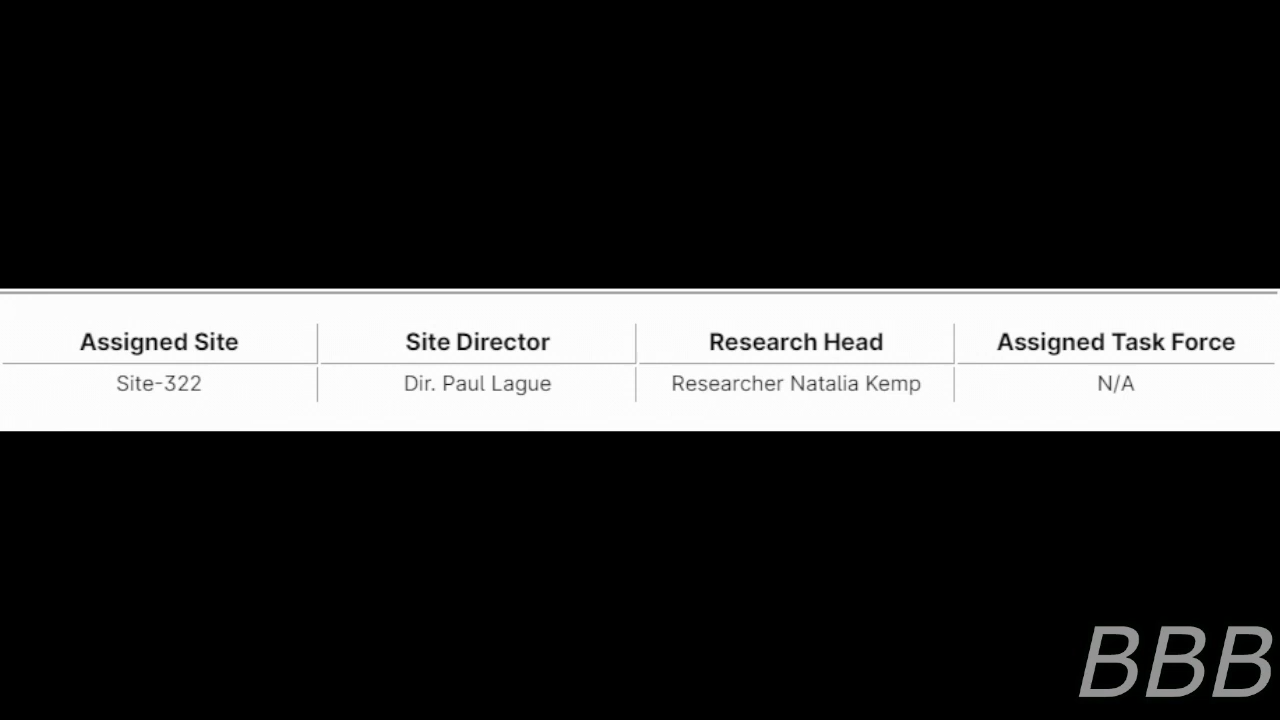 Assigned Site Site Director Research Head Assigned Task Force
Site-322 Dir. Paul Lague Researcher Natalia Kemp N/A
BBB